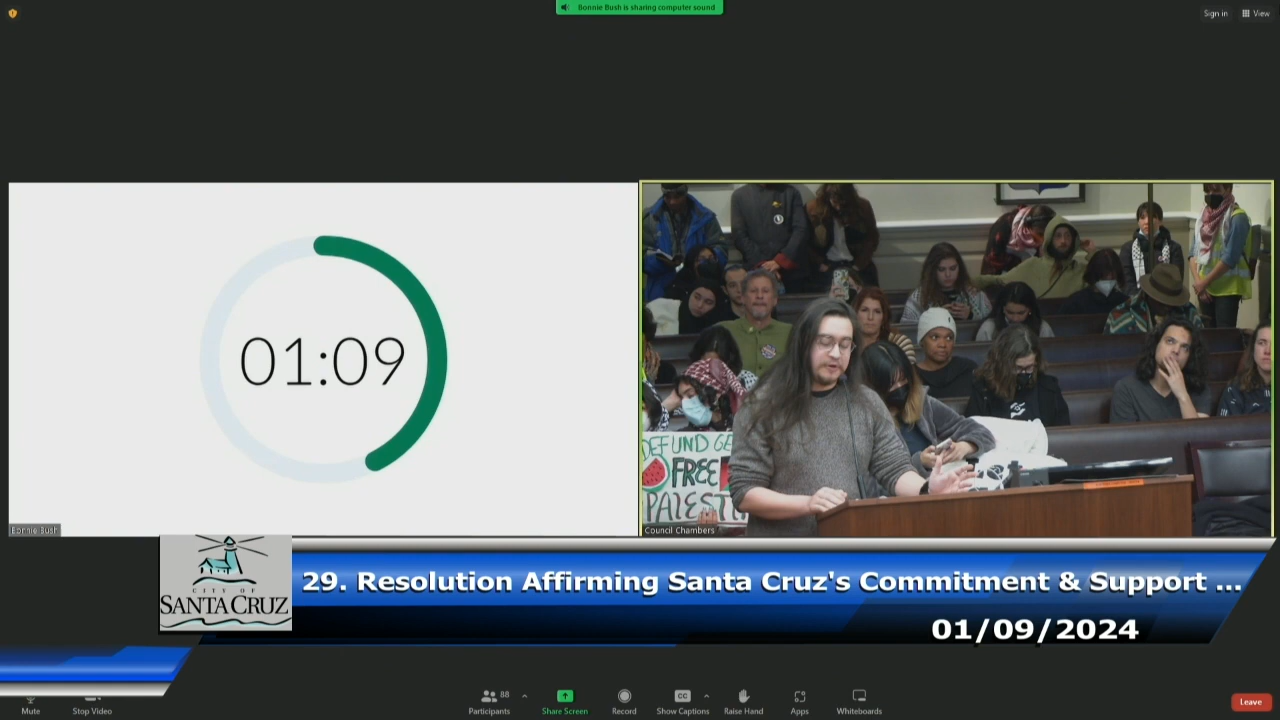 Bonnie Bush is sharing computer sound
Sign in
View
01:09
DEFUND GE
FREE
PALESTI
Bonnie Bush
Council Chambers
CITY OF
SANTA CRUZ
29. Resolution Affirming Santa Cruz's Commitment & Support ...
01/09/2024
Mute
Stop Video
88
Participants
Share Screen
Record
CC
Show Captions
Raise Hand
Apps
Whiteboards
Leave